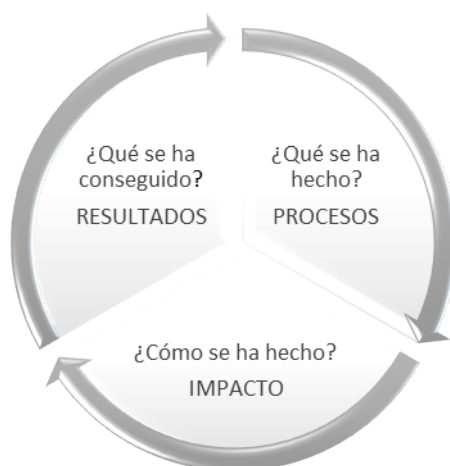 ¿Qué se ha
conseguido?
RESULTADOS
¿Qué se ha
hecho?
PROCESOS
¿Cómo se ha hecho?
IMPACTO